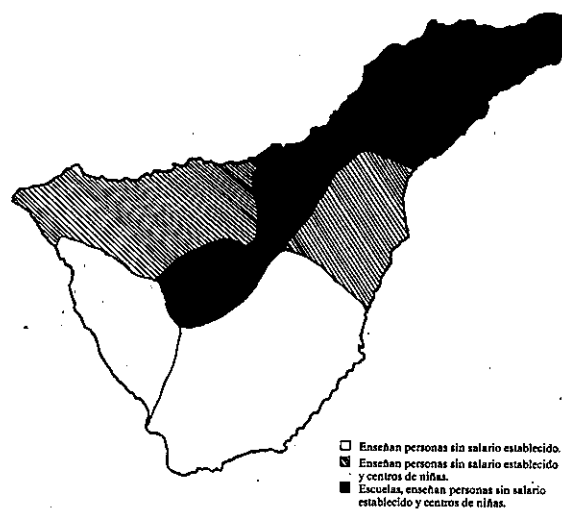 Enseñan personas sin salario establecido.
Enseñan personas sin salario establecido
y centros de niñas.
Escuelas, enseñan personas sin salario
establecido y centros de niñas.